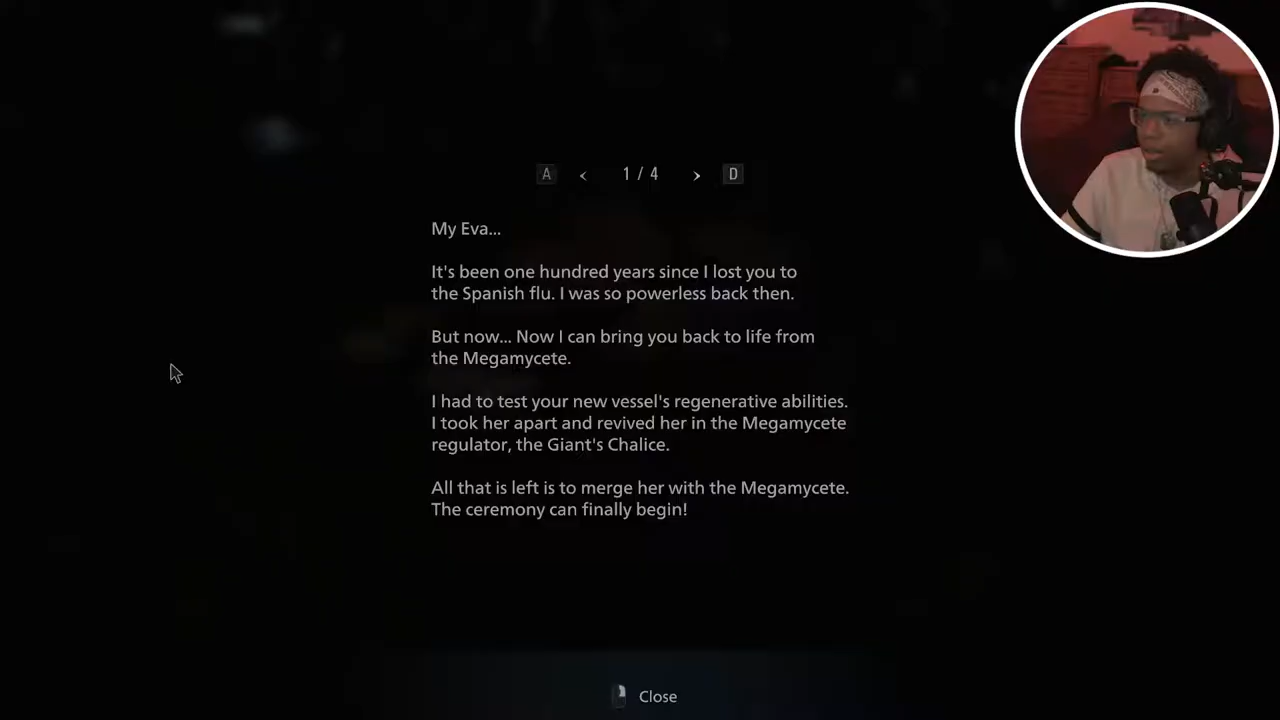 A < 1 / 4 > D
My Eva...
It's been one hundred years since I lost you to
the Spanish flu. I was so powerless back then.
But now... Now I can bring you back to life from
the Megamycete.
I had to test your new vessel's regenerative abilities.
I took her apart and revived her in the Megamycete
regulator, the Giant's Chalice.
All that is left is to merge her with the Megamycete.
The ceremony can finally begin!
Close